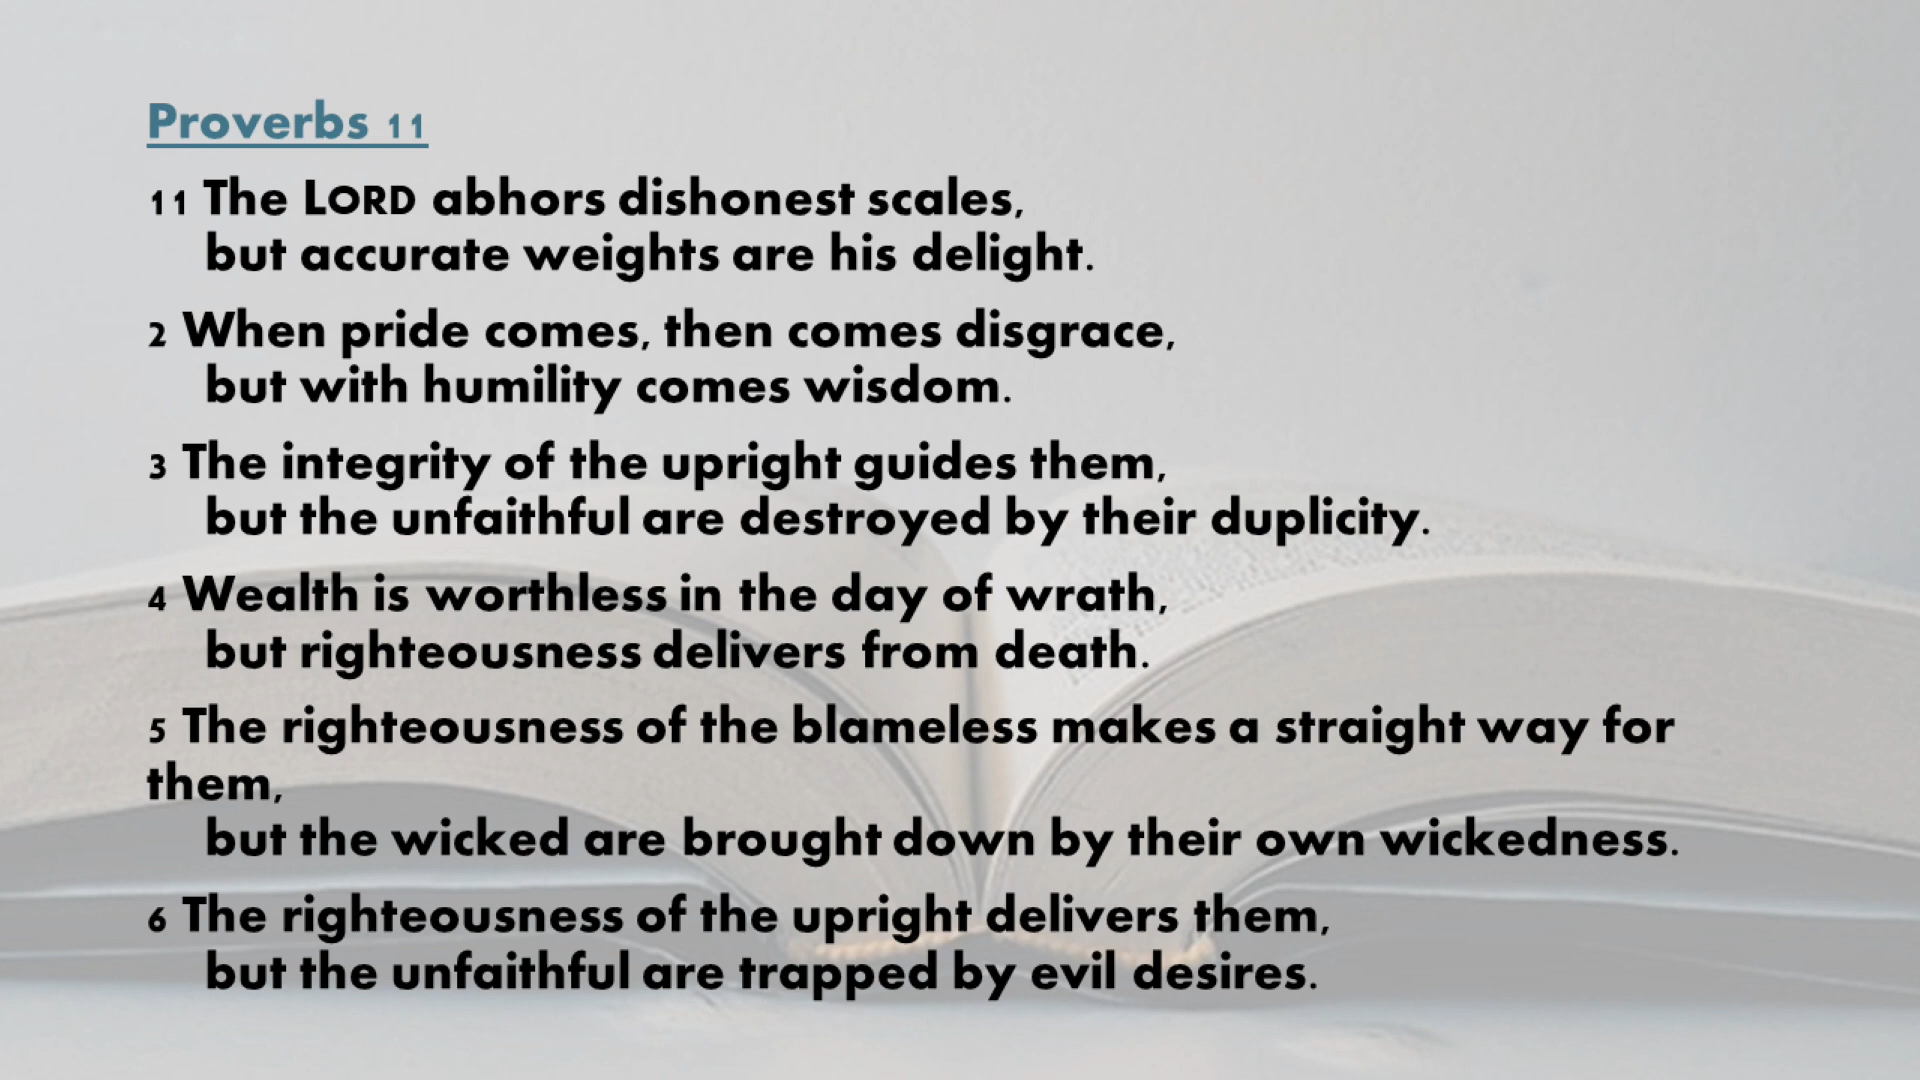 Proverbs 11
11 The LORD abhors dishonest scales,
but accurate weights are his delight.
2 When pride comes, then comes disgrace,
but with humility comes wisdom.
3 The integrity of the upright guides them,
but the unfaithful are destroyed by their duplicity.
4 Wealth is worthless in the day of wrath,
but righteousness delivers from death.
5 The righteousness of the blameless makes a straight way for
them,
but the wicked are brought down by their own wickedness.
6 The righteousness of the upright delivers them,
but the unfaithful are trapped by evil desires.